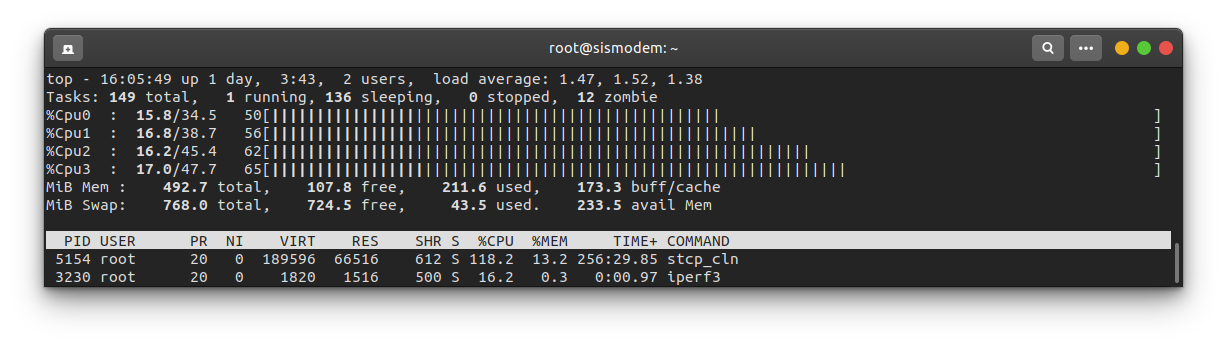 root@sismodem: ~
top - 16:05:49 up 1 day,  3:43,  2 users,  load average: 1.47, 1.52, 1.38
Tasks: 149 total,   1 running, 136 sleeping,   0 stopped,  12 zombie
%Cpu0  :  15.8/34.5   50[||||||||||||||||||||||||||||||||||||||||||||||||||                                                ]
%Cpu1  :  16.8/38.7   56[||||||||||||||||||||||||||||||||||||||||||||||||||||||                                            ]
%Cpu2  :  16.2/45.4   62[||||||||||||||||||||||||||||||||||||||||||||||||||||||||||||                                      ]
%Cpu3  :  17.0/47.7   65[||||||||||||||||||||||||||||||||||||||||||||||||||||||||||||||||                                  ]
MiB Mem :    492.7 total,    107.8 free,    211.6 used,    173.3 buff/cache
MiB Swap:    768.0 total,    724.5 free,     43.5 used.    233.5 avail Mem
PID USER      PR  NI    VIRT    RES    SHR S  %CPU  %MEM     TIME+ COMMAND
5154 root      20   0  189596  66516    612 S 118.2  13.2 256:29.85 stcp_cln
3230 root      20   0    1820   1516    500 S  16.2   0.3   0:00.97 iperf3